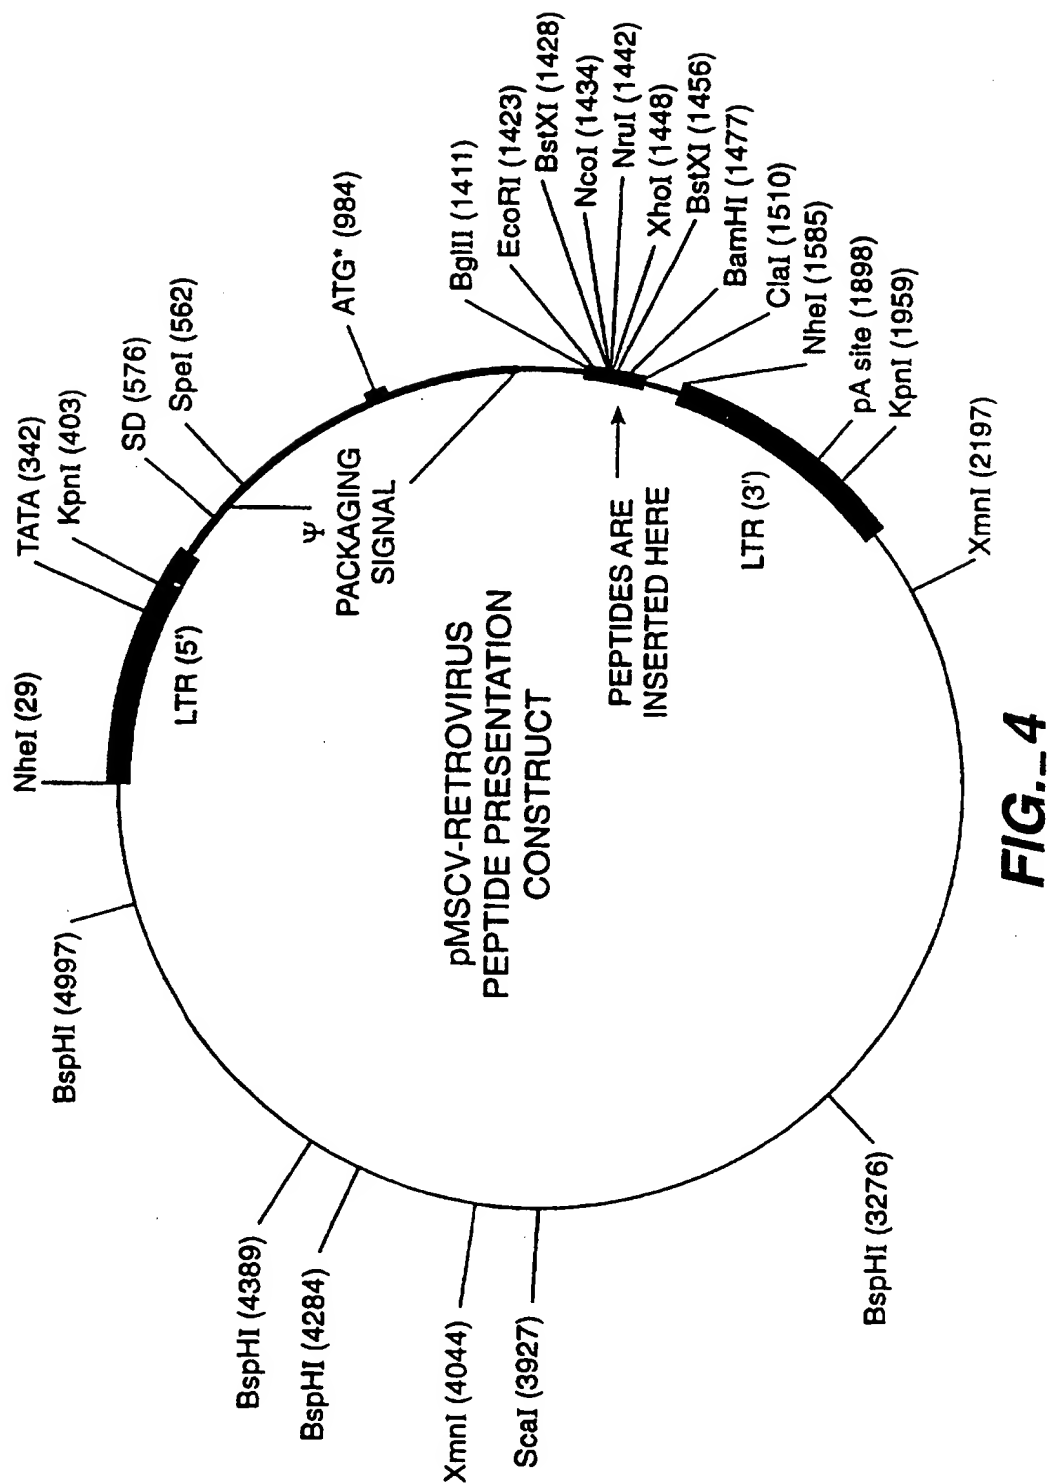 NheI (29)
TATA (342)
KpnI (403)
SD (576)
SpeI (562)
ATG* (984)
BglII (1411)
EcoRI (1423)
BstXI (1428)
NcoI (1434)
NruI (1442)
XhoI (1448)
BstXI (1456)
BamHI (1477)
ClaI (1510)
NheI (1585)
pA site (1898)
KpnI (1959)
XmnI (2197)
BspHI (3276)
ScaI (3927)
XmnI (4044)
BspHI (4284)
BspHI (4389)
BspHI (4997)
LTR (5')
Ψ
PACKAGING
SIGNAL
PEPTIDES ARE
INSERTED HERE
LTR (3')
pMSCV-RETROVIRUS
PEPTIDE PRESENTATION
CONSTRUCT
FIG._4